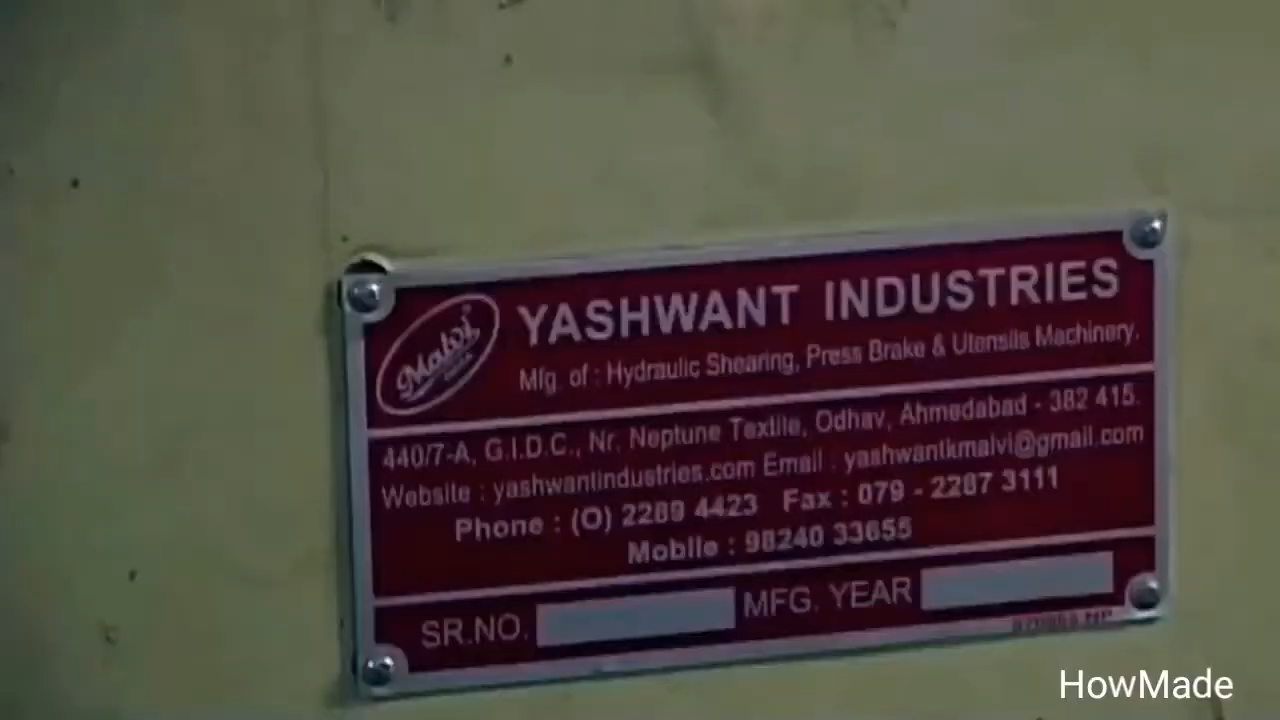 Malvi
YASHWANT INDUSTRIES
Mfg. of : Hydraulic Shearing, Press Brake & Utensils Machinery.
440/7-A, G.I.D.C., Nr. Neptune Textile, Odhav, Ahmedabad - 382 415.
Website : yashwantindustries.com Email : yashwantkmalvi@gmail.com
Phone : (O) 2289 4423 Fax : 079 - 2287 3111
Mobile : 98240 33655
SR.NO. MFG. YEAR
HowMade